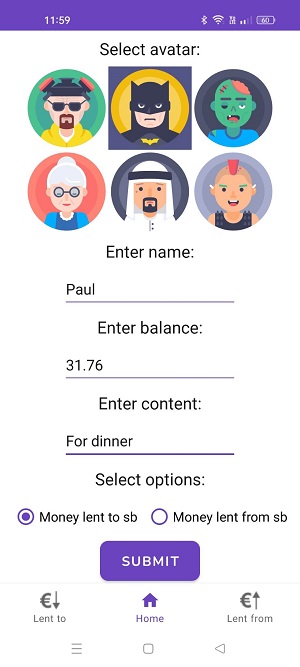 11:59
60
Select avatar:
Enter name:
Paul
Enter balance:
31.76
Enter content:
For dinner
Select options:
Money lent to sb Money lent from sb
SUBMIT
€ €
Lent to Home Lent from